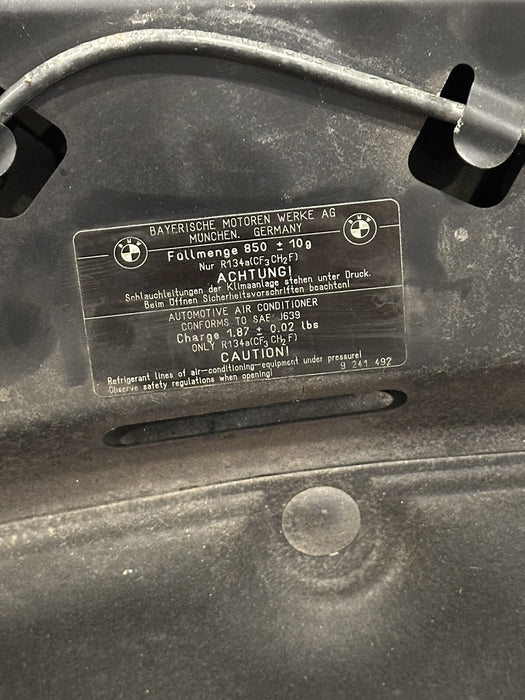 BAYERISCHE MOTOREN WERKE AG
MÜNCHEN, GERMANY
BMW
BMW
Füllmenge 850 ± 10g
Nur R134a(CF3CH2F)
ACHTUNG!
Schlauchleitungen der Klimaanlage stehen unter Druck.
Beim Öffnen Sicherheitsvorschriften beachten!
AUTOMOTIVE AIR CONDITIONER
CONFORMS TO SAE J639
Charge 1.87 ± 0.02 lbs
ONLY R134a(CF3CH2F)
CAUTION!
Refrigerant lines of air-conditioning-equipment under pressure!
Observe safety regulations when opening!
9 241 492